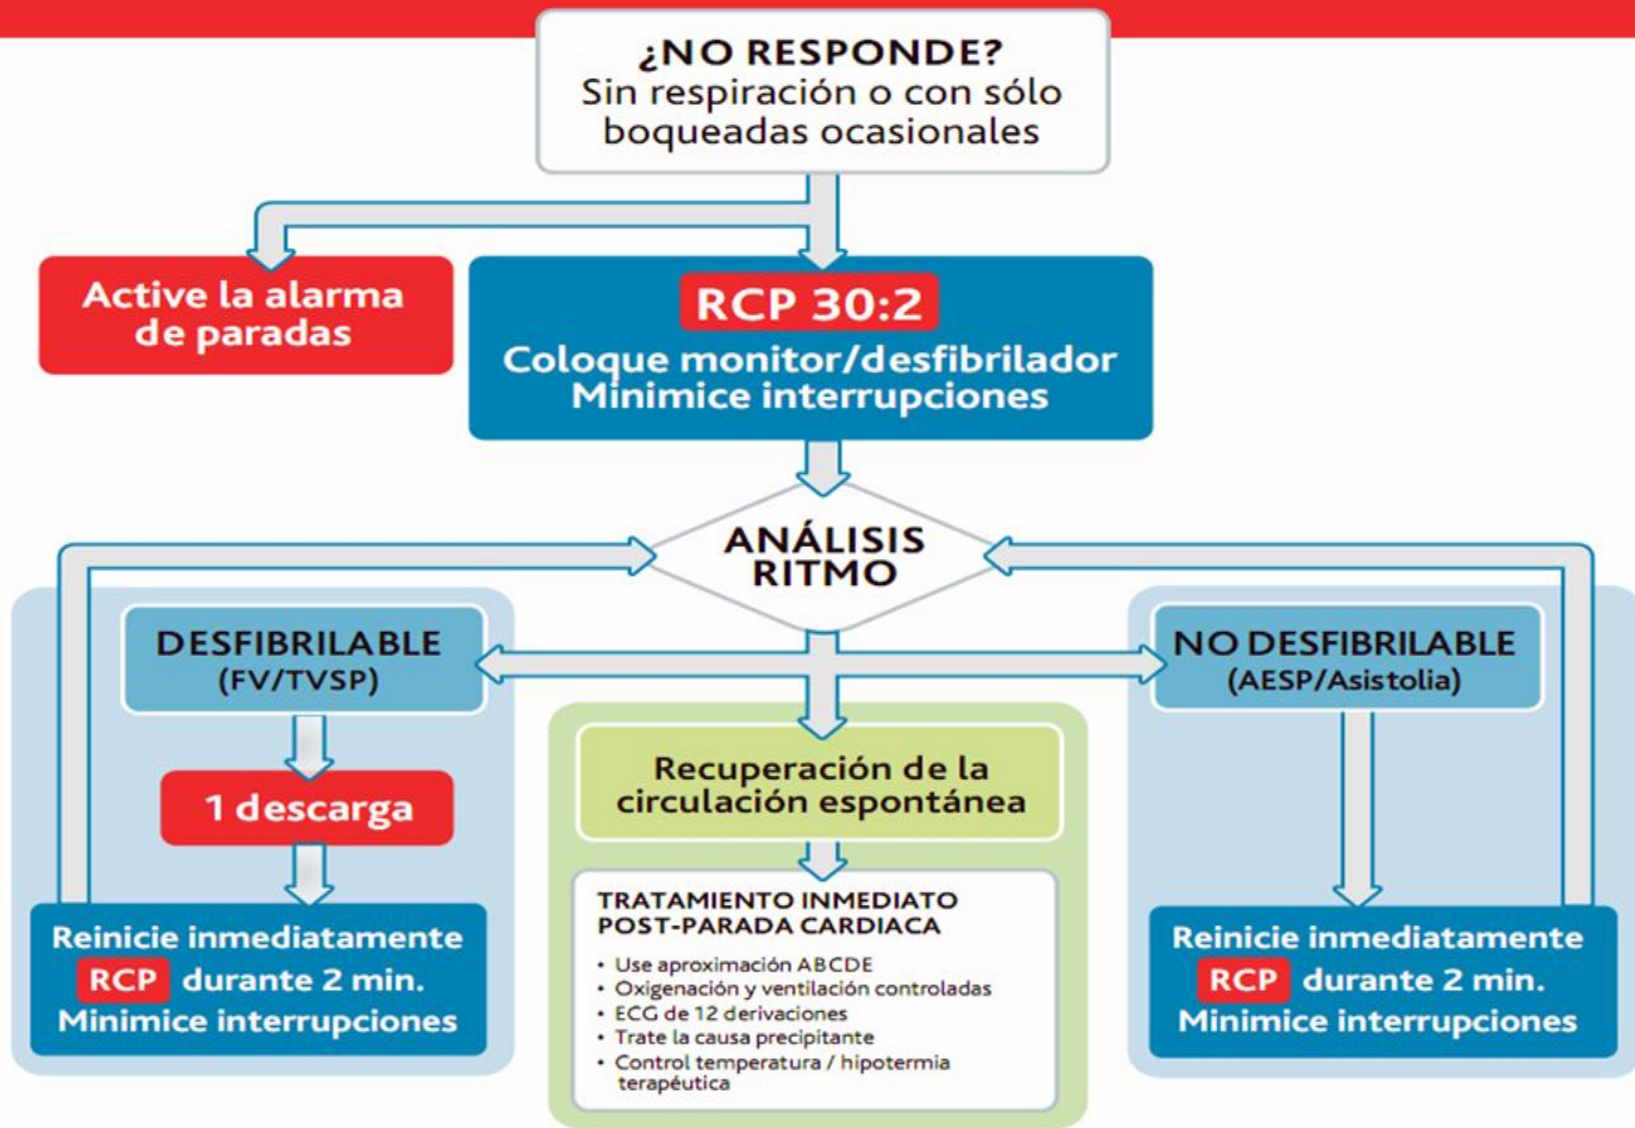 ¿NO RESPONDE?
Sin respiración o con sólo
boqueadas ocasionales
Active la alarma
de paradas
RCP 30:2
Coloque monitor/desfibrilador
Minimice interrupciones
ANÁLISIS
RITMO
DESFIBRILABLE
(FV/TVSP)
1 descarga
Reinicie inmediatamente
RCP durante 2 min.
Minimice interrupciones
Recuperación de la
circulación espontánea
TRATAMIENTO INMEDIATO
POST-PARADA CARDIACA
• Use aproximación ABCDE
• Oxigenación y ventilación controladas
• ECG de 12 derivaciones
• Trate la causa precipitante
• Control temperatura / hipotermia
terapéutica
NO DESFIBRILABLE
(AESP/Asistolia)
Reinicie inmediatamente
RCP durante 2 min.
Minimice interrupciones